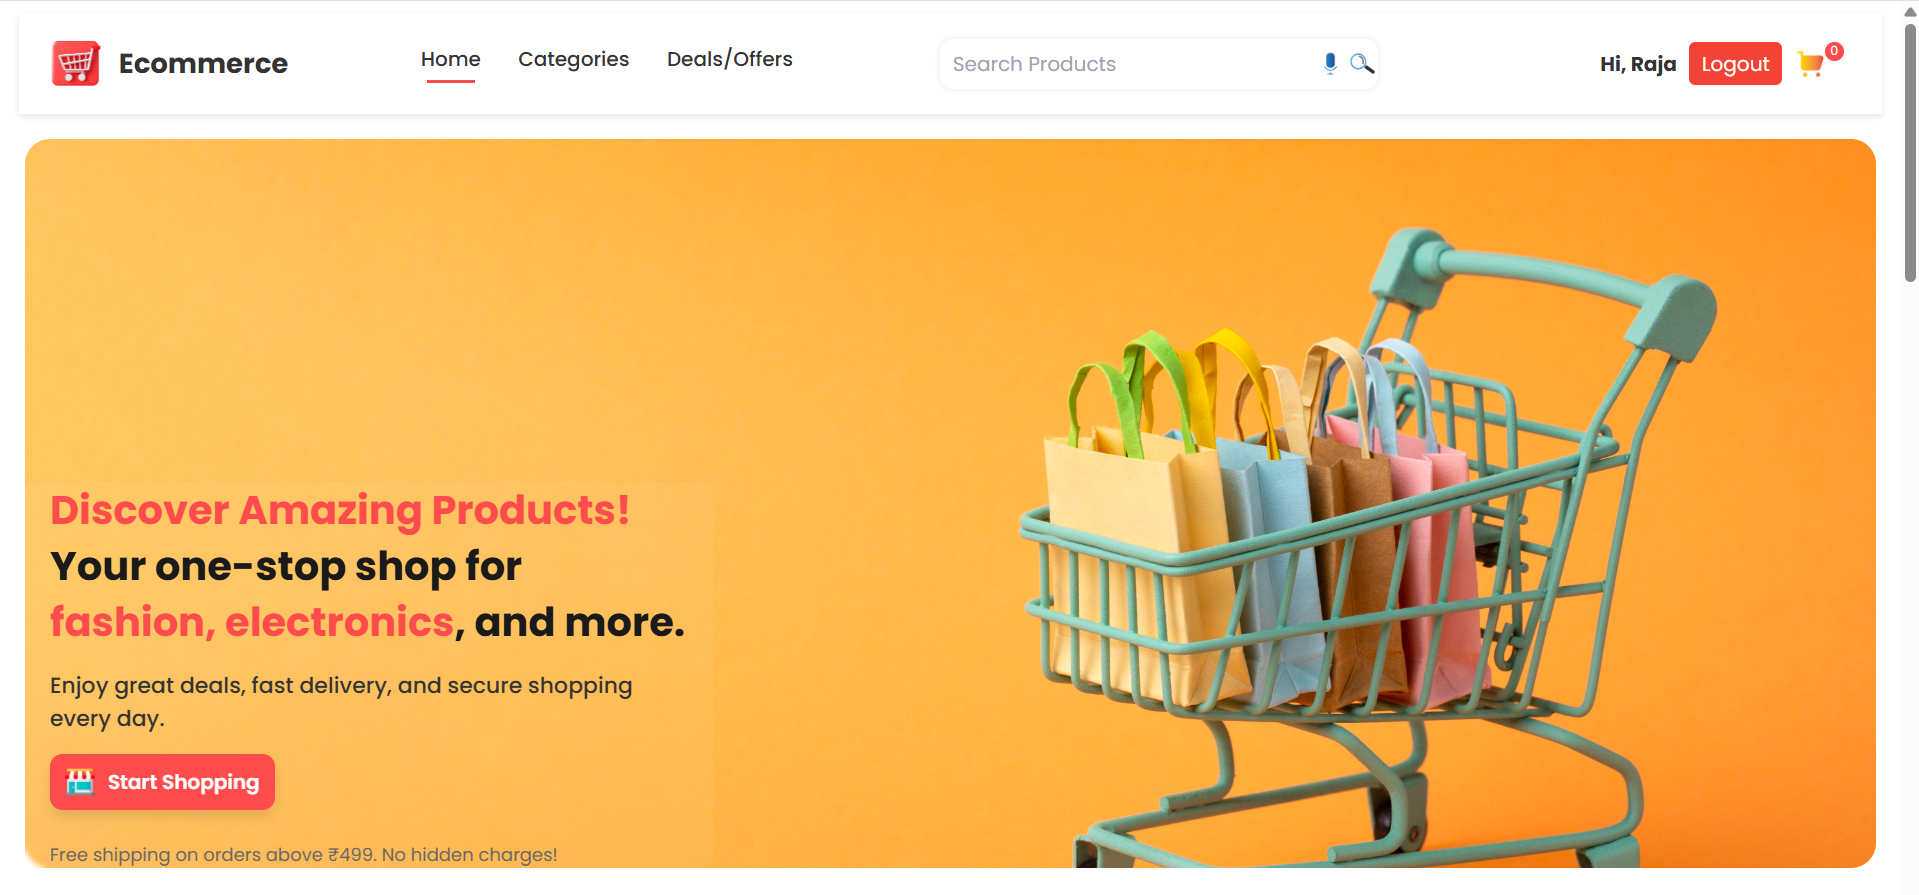 Ecommerce
Home
Categories
Deals/Offers
Search Products
Hi, Raja
Logout
0
Discover Amazing Products!
Your one-stop shop for
fashion, electronics, and more.
Enjoy great deals, fast delivery, and secure shopping
every day.
Start Shopping
Free shipping on orders above ₹499. No hidden charges!